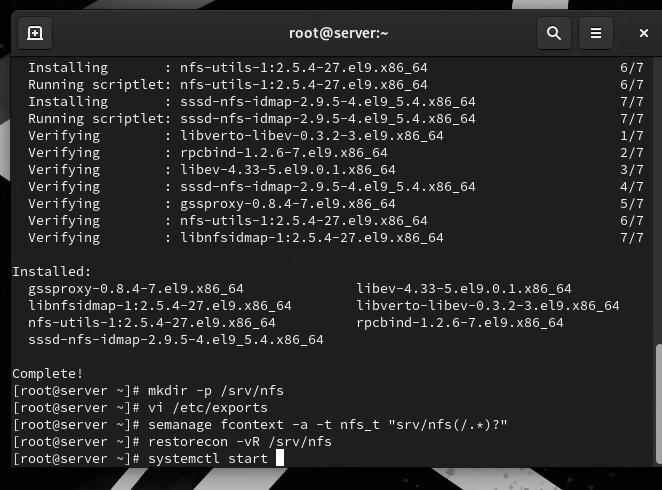 root@server:~
Installing : nfs-utils-1:2.5.4-27.el9.x86_64 6/7
Running scriptlet: nfs-utils-1:2.5.4-27.el9.x86_64 6/7
Installing : sssd-nfs-idmap-2.9.5-4.el9_5.4.x86_64 7/7
Running scriptlet: sssd-nfs-idmap-2.9.5-4.el9_5.4.x86_64 7/7
Verifying : libverto-libev-0.3.2-3.el9.x86_64 1/7
Verifying : rpcbind-1.2.6-7.el9.x86_64 2/7
Verifying : libev-4.33-5.el9.0.1.x86_64 3/7
Verifying : sssd-nfs-idmap-2.9.5-4.el9_5.4.x86_64 4/7
Verifying : gssproxy-0.8.4-7.el9.x86_64 5/7
Verifying : nfs-utils-1:2.5.4-27.el9.x86_64 6/7
Verifying : libnfsidmap-1:2.5.4-27.el9.x86_64 7/7
Installed:
gssproxy-0.8.4-7.el9.x86_64 libev-4.33-5.el9.0.1.x86_64
libnfsidmap-1:2.5.4-27.el9.x86_64 libverto-libev-0.3.2-3.el9.x86_64
nfs-utils-1:2.5.4-27.el9.x86_64 rpcbind-1.2.6-7.el9.x86_64
sssd-nfs-idmap-2.9.5-4.el9_5.4.x86_64
Complete!
[root@server ~]# mkdir -p /srv/nfs
[root@server ~]# vi /etc/exports
[root@server ~]# semanage fcontext -a -t nfs_t "srv/nfs(/.*)?"
[root@server ~]# restorecon -vR /srv/nfs
[root@server ~]# systemctl start